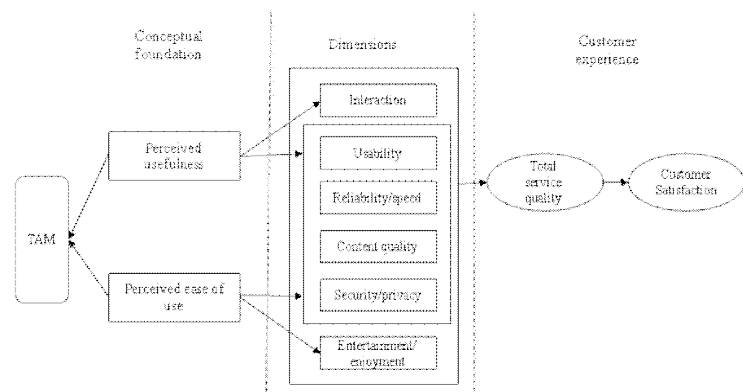 Conceptual
foundation
Dimensions
Customer
experience
Interaction
Perceived
usefulness
Usability
Reliability/speed
Total
service
quality
Customer
Satisfaction
TAM
Content quality
Perceived ease of
use
Security/privacy
Entertainment/
enjoyment